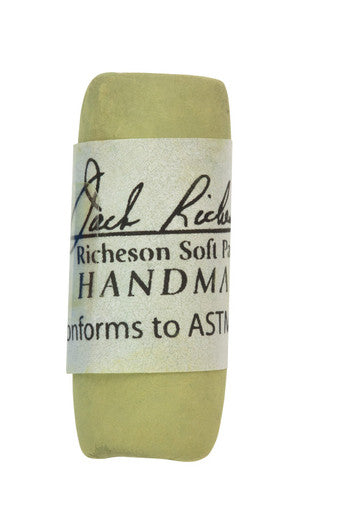 Jack Riche
Richeson Soft Pa
HANDMA
onforms to ASTM